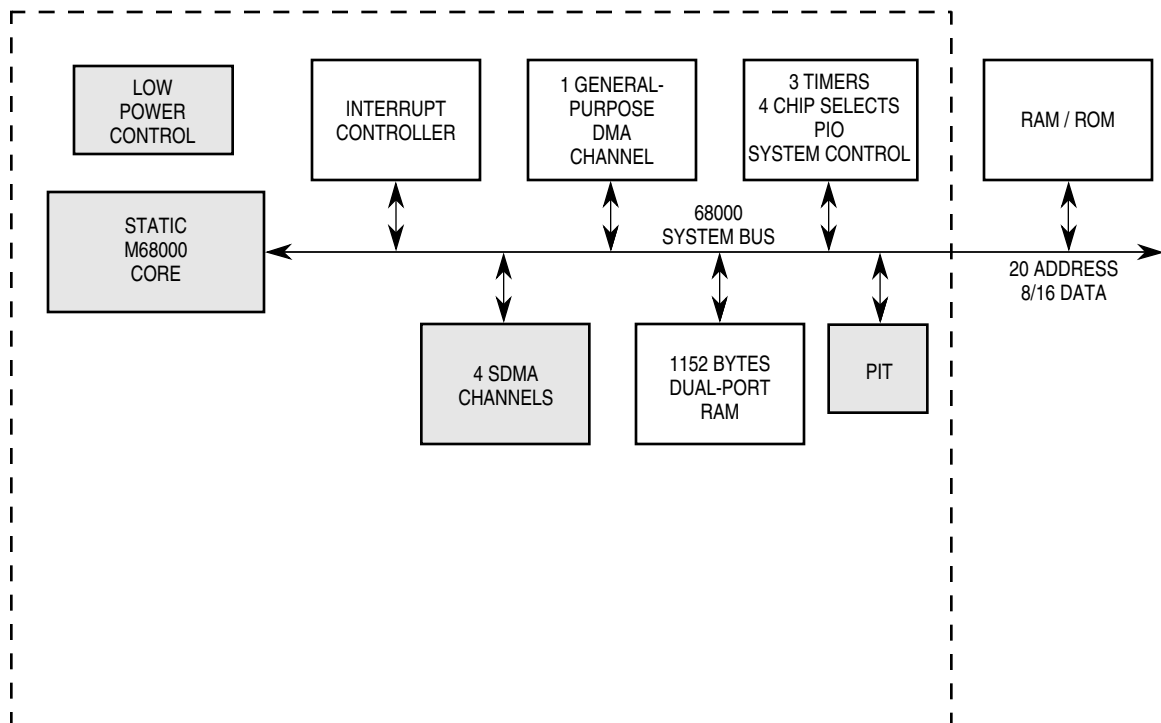 LOW
POWER
CONTROL
INTERRUPT
CONTROLLER
1 GENERAL-
PURPOSE
DMA
CHANNEL
3 TIMERS
4 CHIP SELECTS
PIO
SYSTEM CONTROL
RAM / ROM
STATIC
M68000
CORE
68000
SYSTEM BUS
20 ADDRESS
8/16 DATA
4 SDMA
CHANNELS
1152 BYTES
DUAL-PORT
RAM
PIT